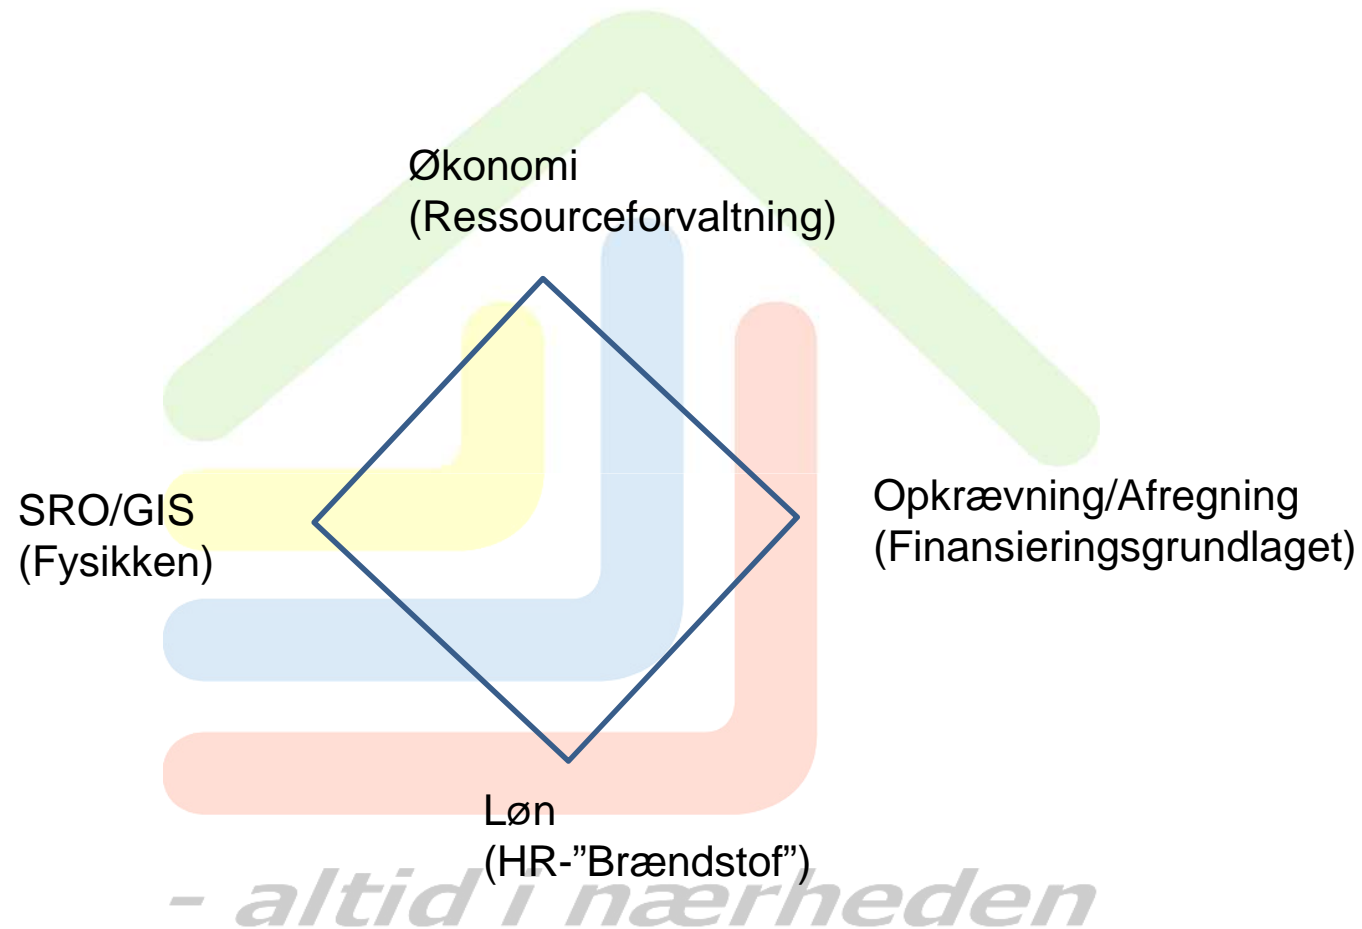 Økonomi
(Ressourceforvaltning)
SRO/GIS
(Fysikken)
Opkrævning/Afregning
(Finansieringsgrundlaget)
Løn
(HR-”Brændstof”)
- altid i nærheden